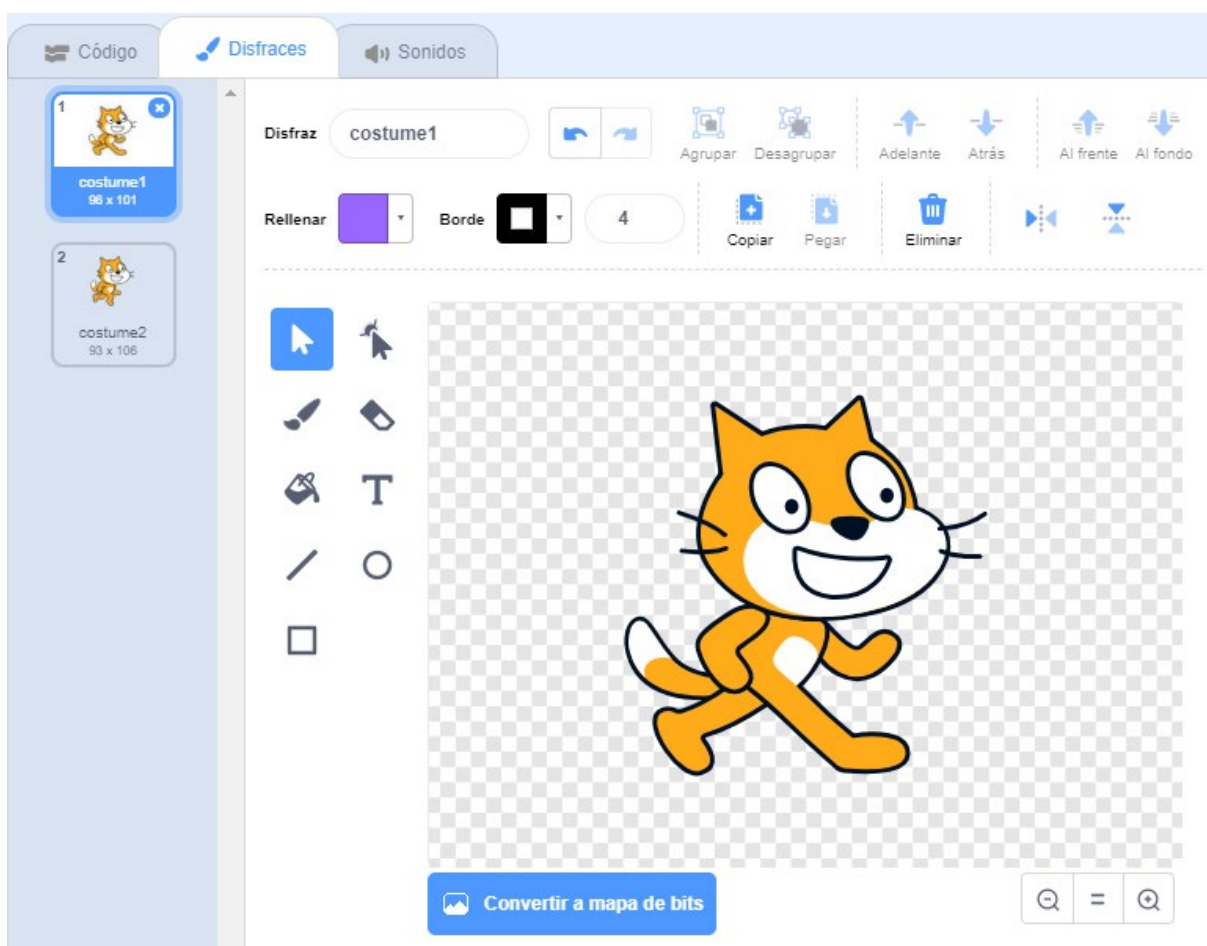 Código
Disfraces
Sonidos
1
costume1
96 x 101
2
costume2
93 x 106
Disfraz
costume1
Agrupar
Desagrupar
Adelante
Atrás
Al frente
Al fondo
Rellenar
Borde
4
Copiar
Pegar
Eliminar
T
Convertir a mapa de bits
=